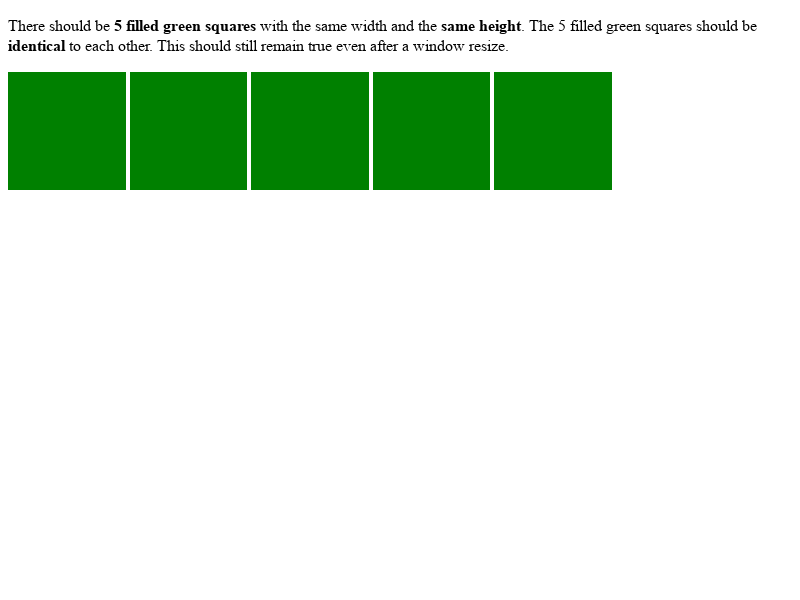 There should be 5 filled green squares with the same width and the same height. The 5 filled green squares should be
identical to each other. This should still remain true even after a window resize.